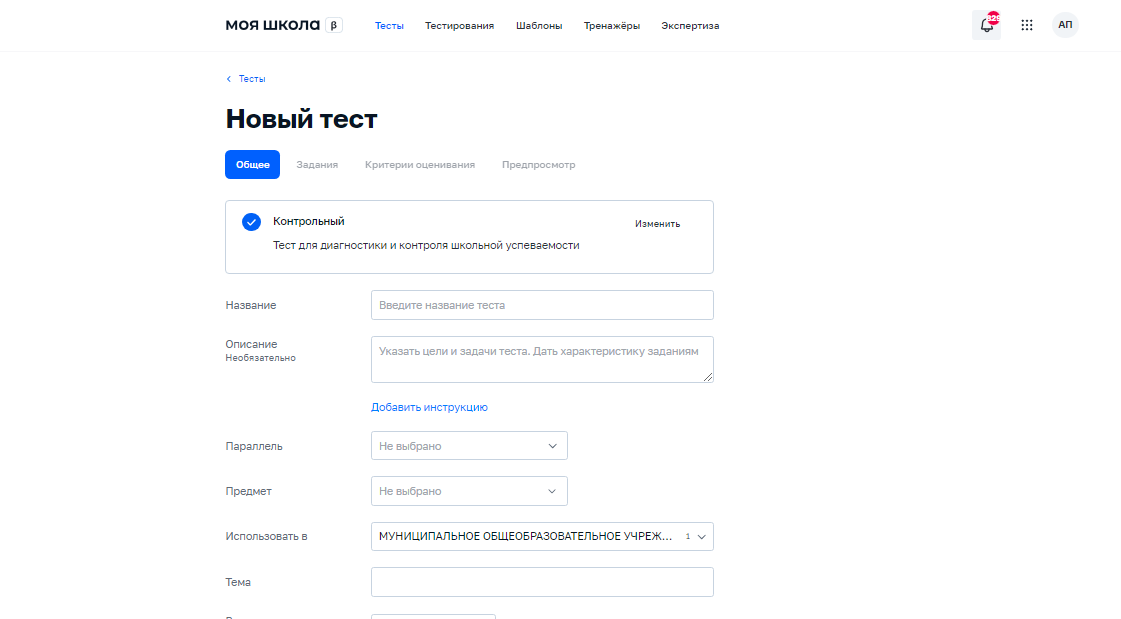 моя школа β
Тесты Тестирования Шаблоны Тренажёры Экспертиза
АП
Тесты
Новый тест
Общее Задания Критерии оценивания Предпросмотр
Контрольный
Изменить
Тест для диагностики и контроля школьной успеваемости
Название
Введите название теста
Описание
Необязательно
Указать цели и задачи теста. Дать характеристику заданиям
Добавить инструкцию
Параллель
Не выбрано
Предмет
Не выбрано
Использовать в
МУНИЦИПАЛЬНОЕ ОБЩЕОБРАЗОВАТЕЛЬНОЕ УЧРЕЖ... 1
Тема